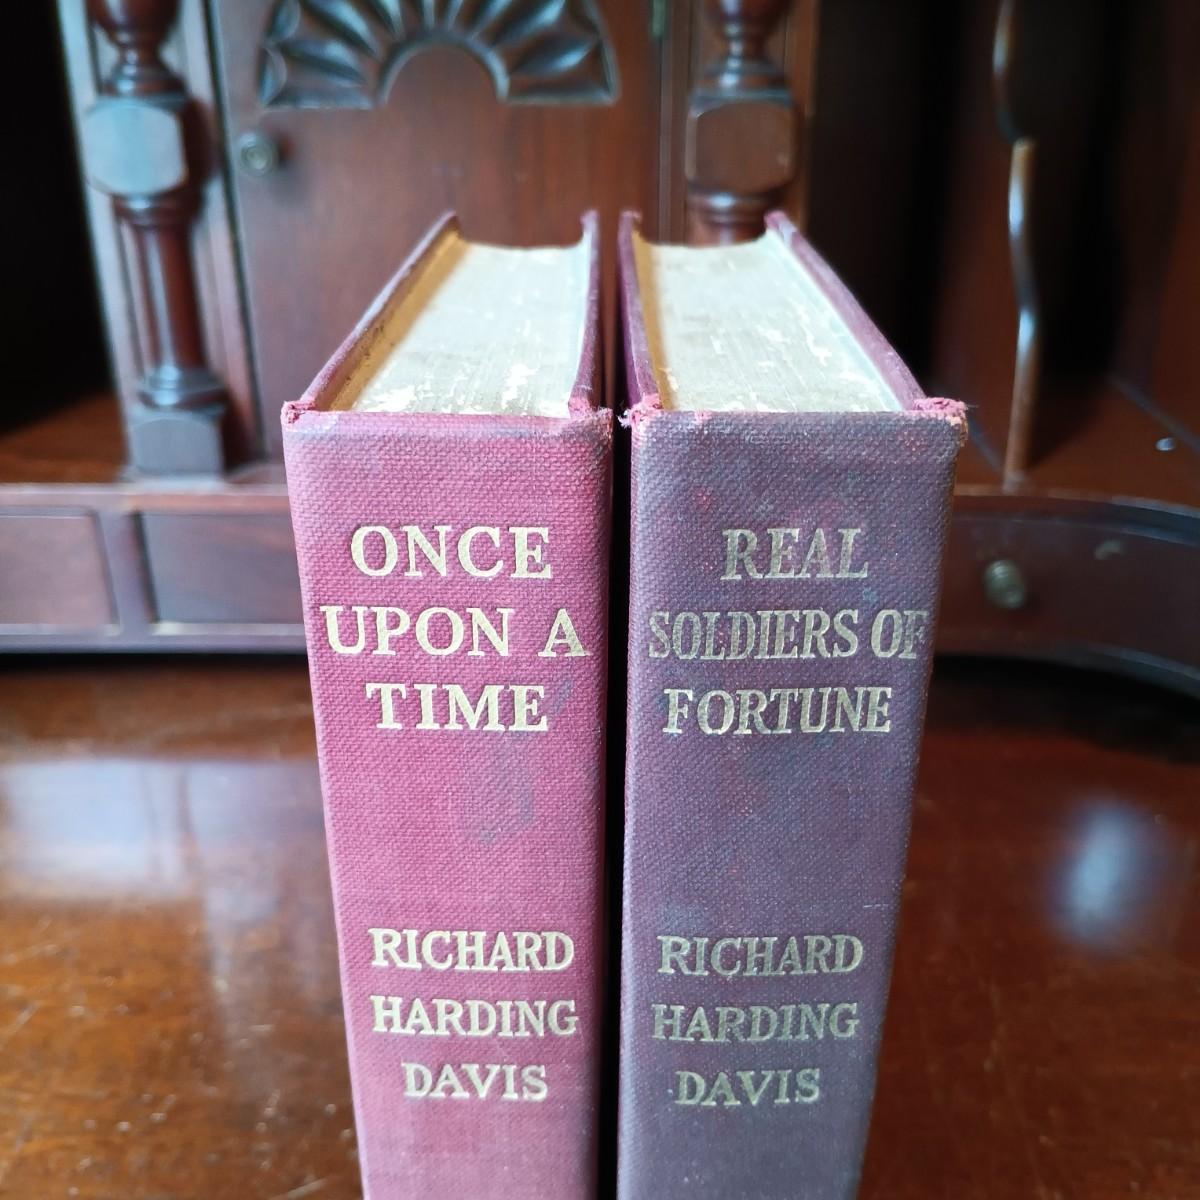 ONCE
UPON A
TIME
RICHARD
HARDING
DAVIS
REAL
SOLDIERS OF
FORTUNE
RICHARD
HARDING
DAVIS